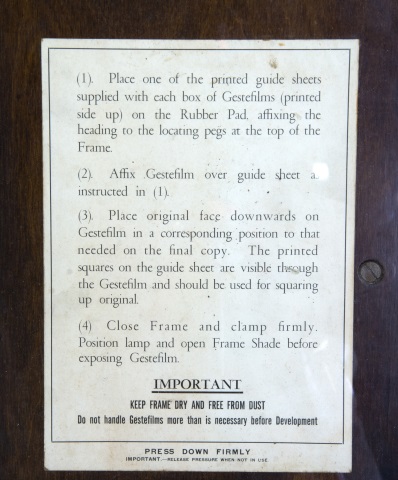 (1). Place one of the printed guide sheets
supplied with each box of Gestefilms (printed
side up) on the Rubber Pad, affixing the
heading to the locating pegs at the top of the
Frame.
(2). Affix Gestefilm over guide sheet a
instructed in (1).
(3). Place original face downwards on
Gestefilm in a corresponding position to that
needed on the final copy. The printed
squares on the guide sheet are visible through
the Gestefilm and should be used for squaring
up original.
(4) Close Frame and clamp firmly.
Position lamp and open Frame Shade before
exposing Gestefilm.
IMPORTANT
KEEP FRAME DRY AND FREE FROM DUST
Do not handle Gestefilms more than is necessary before Development
PRESS DOWN FIRMLY
IMPORTANT.—RELEASE PRESSURE WHEN NOT IN USE